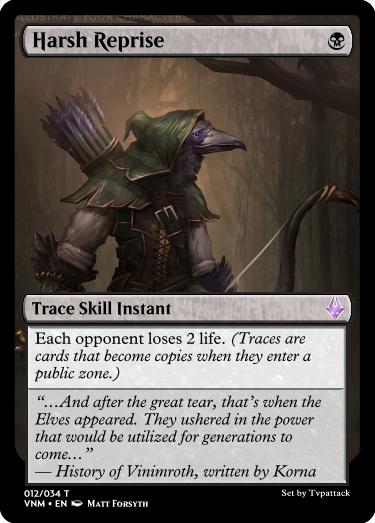 ILLUSTRATE YOUR CHARACTERS
Harsh Reprise
Trace Skill Instant
Each opponent loses 2 life. (Traces are
cards that become copies when they enter a
public zone.)
“…And after the great tear, that’s when the
Elves appeared. They ushered in the power
that would be utilized for generations to
come…”
— History of Vinimroth, written by Korna
012/034 T
Set by Tvpattack
VNM • EN Matt Forsyth